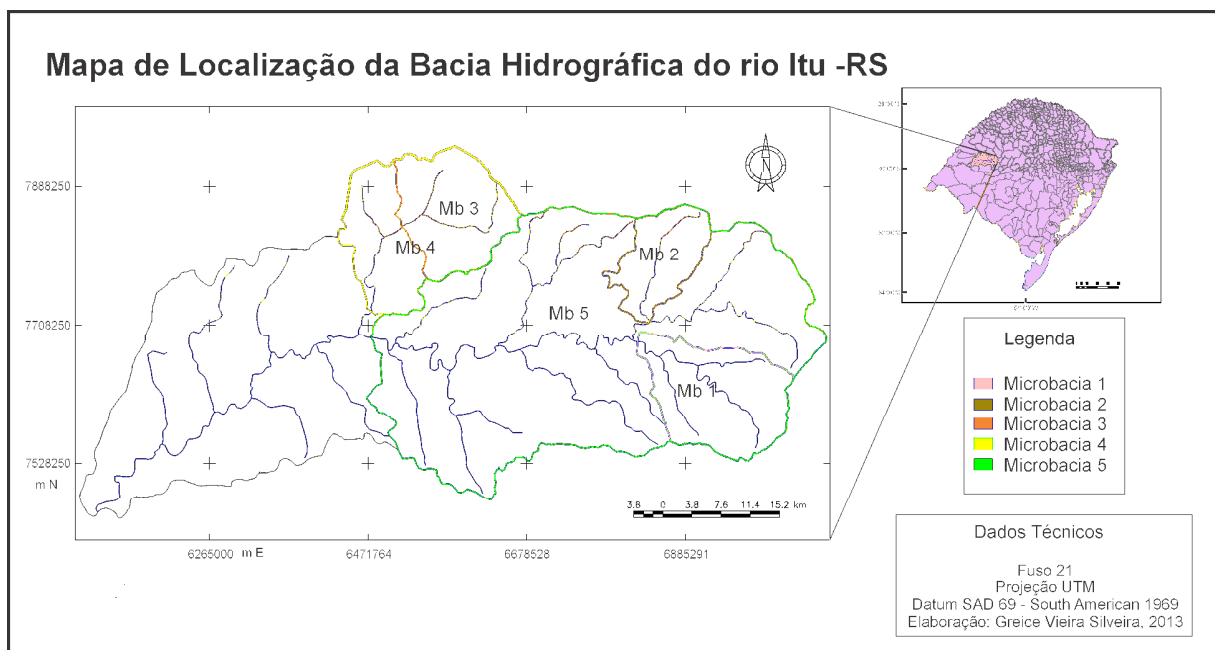 Mapa de Localização da Bacia Hidrográfica do rio Itu -RS
7888250
7708250
7528250
m N
6265000 m E
6471764
6678528
6885291
Mb 3
Mb 4
Mb 2
Mb 5
Mb 1
N
3.8 0 3.8 7.6 11.4 15.2 km
Legenda
Microbacia 1
Microbacia 2
Microbacia 3
Microbacia 4
Microbacia 5
Dados Técnicos
Fuso 21
Projeção UTM
Datum SAD 69 - South American 1969
Elaboração: Greice Vieira Silveira, 2013